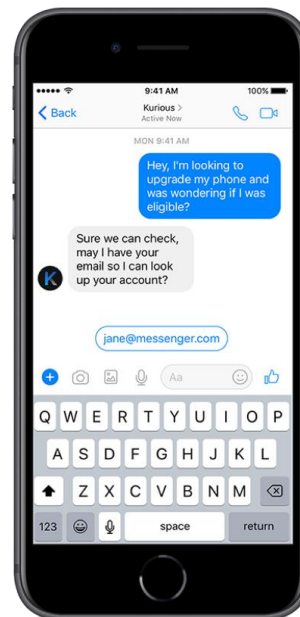 9:41 AM 100%
Back Kurious >
Active Now
MON 9:41 AM
Hey, I'm looking to
upgrade my phone and
was wondering if I was
eligible?
Sure we can check,
may I have your
email so I can look
up your account?
K
jane@messenger.com
Aa
Q W E R T Y U I O P
A S D F G H J K L
Z X C V B N M
123 space return